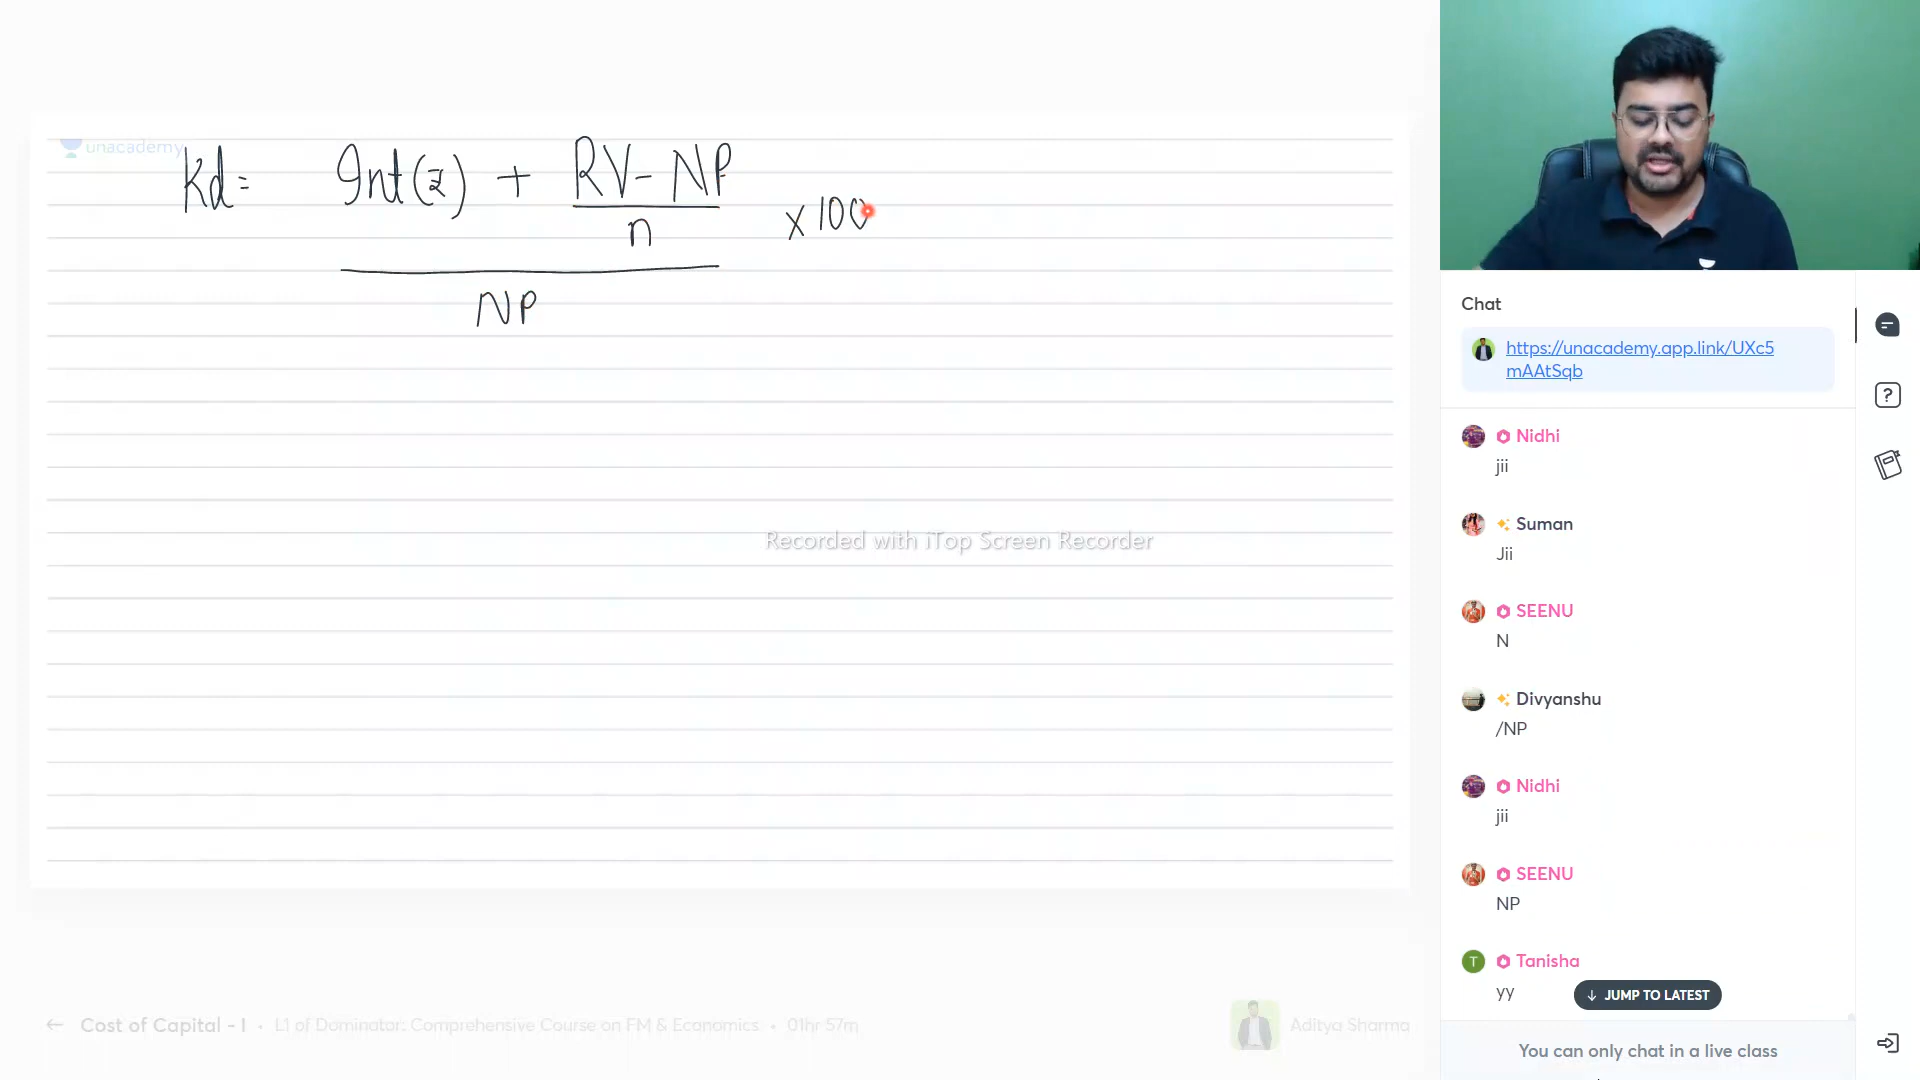 unacademy
Kd = Int(₹) + RV - NP
n
x 100
NP
Recorded with iTop Screen Recorder
Cost of Capital - I • L1 of Dominator: Comprehensive Course on FM & Economics • 01hr 57m
Aditya Sharma
Chat
https://unacademy.app.link/UXc5
mAAtSqb
Nidhi
jii
Suman
Jii
SEENU
N
Divyanshu
/NP
Nidhi
jii
SEENU
NP
T Tanisha
yy
↓ JUMP TO LATEST
You can only chat in a live class